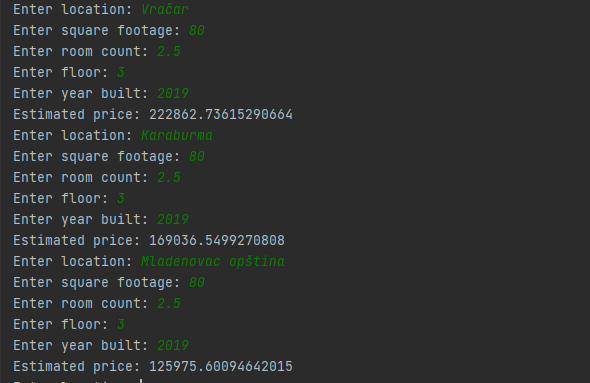 Enter location: Vračar
Enter square footage: 80
Enter room count: 2.5
Enter floor: 3
Enter year built: 2019
Estimated price: 222862.73615290664
Enter location: Karaburma
Enter square footage: 80
Enter room count: 2.5
Enter floor: 3
Enter year built: 2019
Estimated price: 169036.5499270808
Enter location: Mladenovac opština
Enter square footage: 80
Enter room count: 2.5
Enter floor: 3
Enter year built: 2019
Estimated price: 125975.60094642015